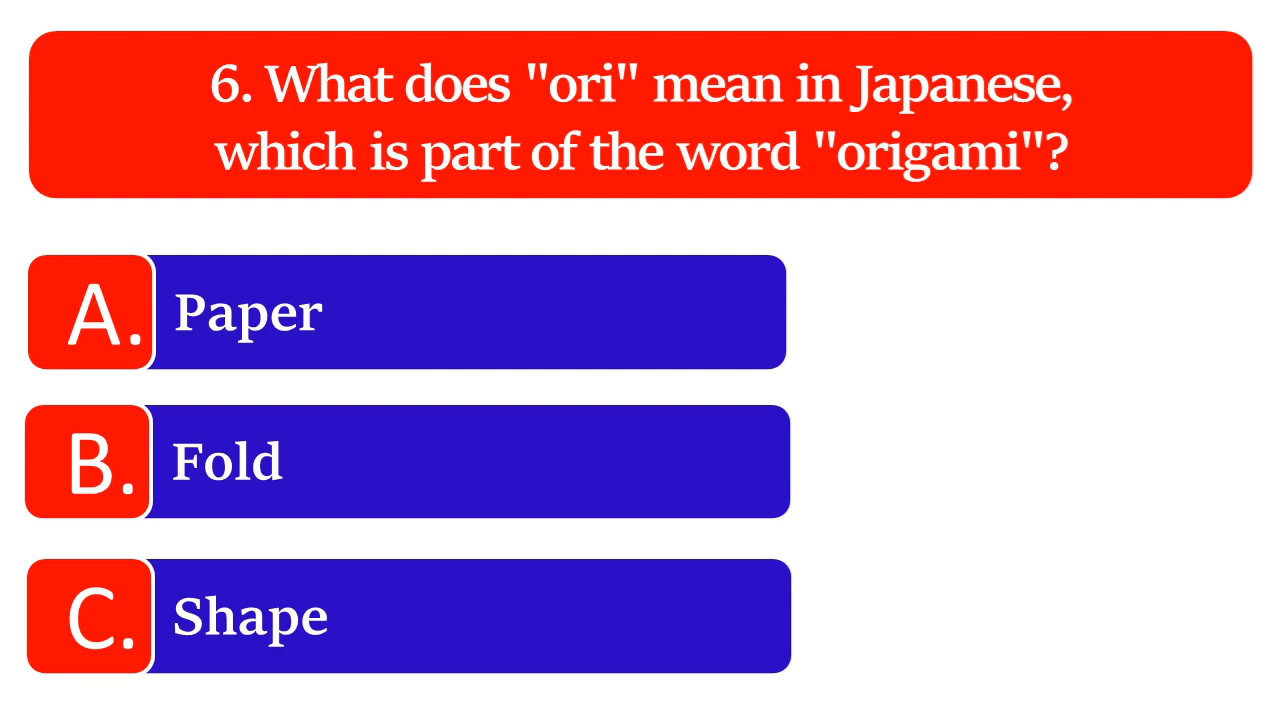 6. What does "ori" mean in Japanese,
which is part of the word "origami"?
A. Paper
B. Fold
C. Shape